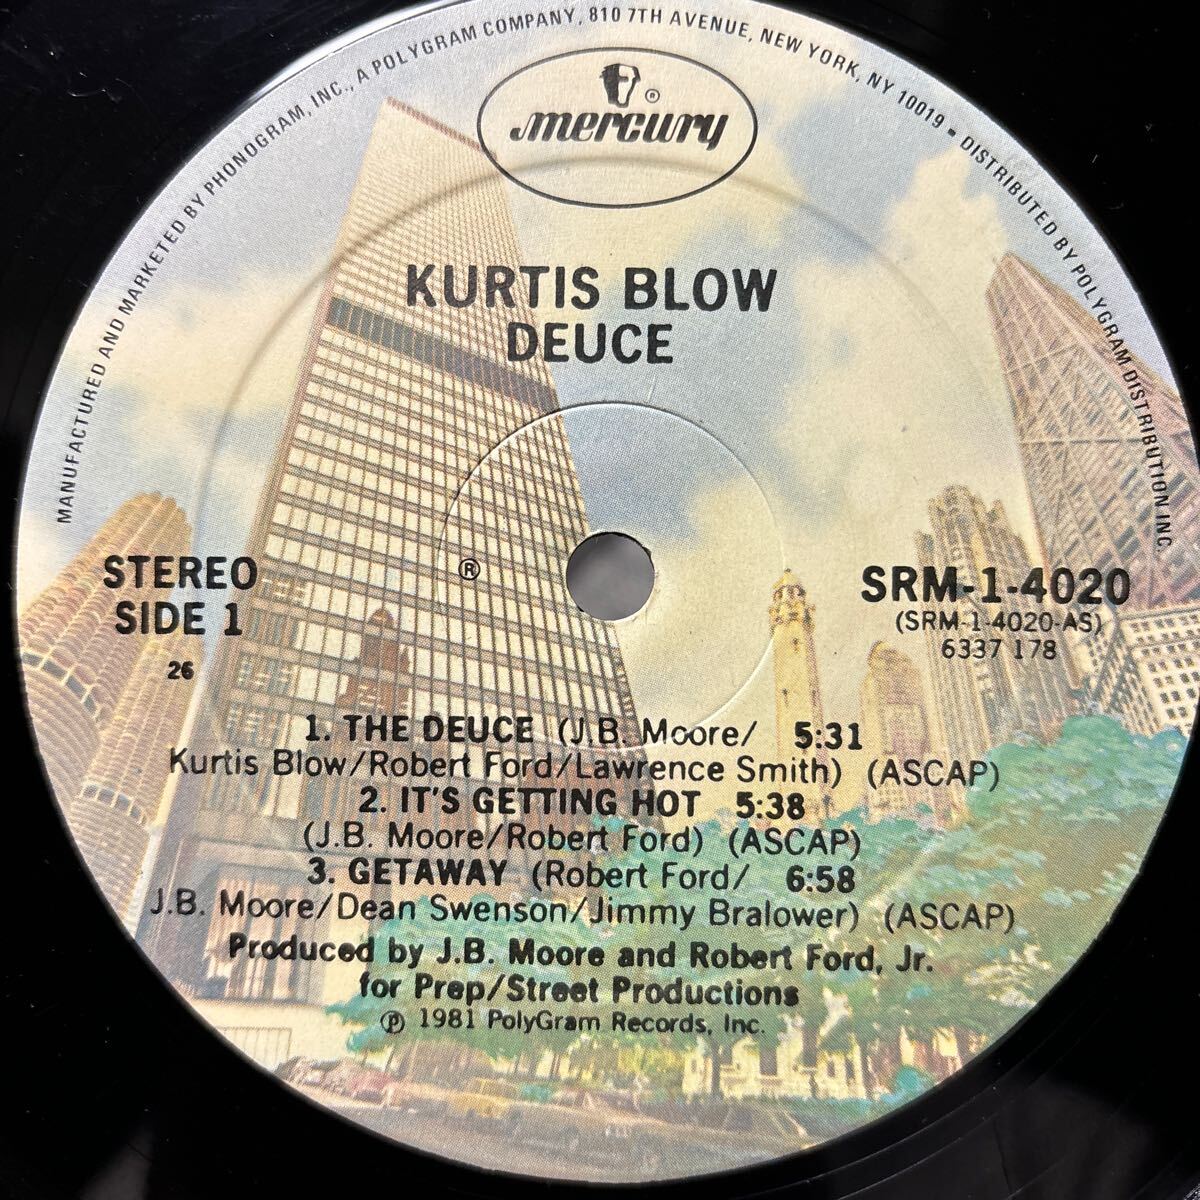 MANUFACTURED AND MARKETED BY PHONOGRAM, INC., A POLYGRAM COMPANY, 810 7TH AVENUE, NEW YORK, NY 10019 • DISTRIBUTED BY POLYGRAM DISTRIBUTION INC.
®
mercury
KURTIS BLOW
DEUCE
STEREO
SIDE 1
26
®
SRM-1-4020
(SRM-1-4020-AS)
6337 178
1. THE DEUCE (J.B. Moore/ 5:31
Kurtis Blow/Robert Ford/Lawrence Smith) (ASCAP)
2. IT'S GETTING HOT 5:38
(J.B. Moore/Robert Ford) (ASCAP)
3. GETAWAY (Robert Ford/ 6:58
J.B. Moore/Dean Swenson/Jimmy Bralower) (ASCAP)
Produced by J.B. Moore and Robert Ford, Jr.
for Prep/Street Productions
℗ 1981 PolyGram Records, Inc.